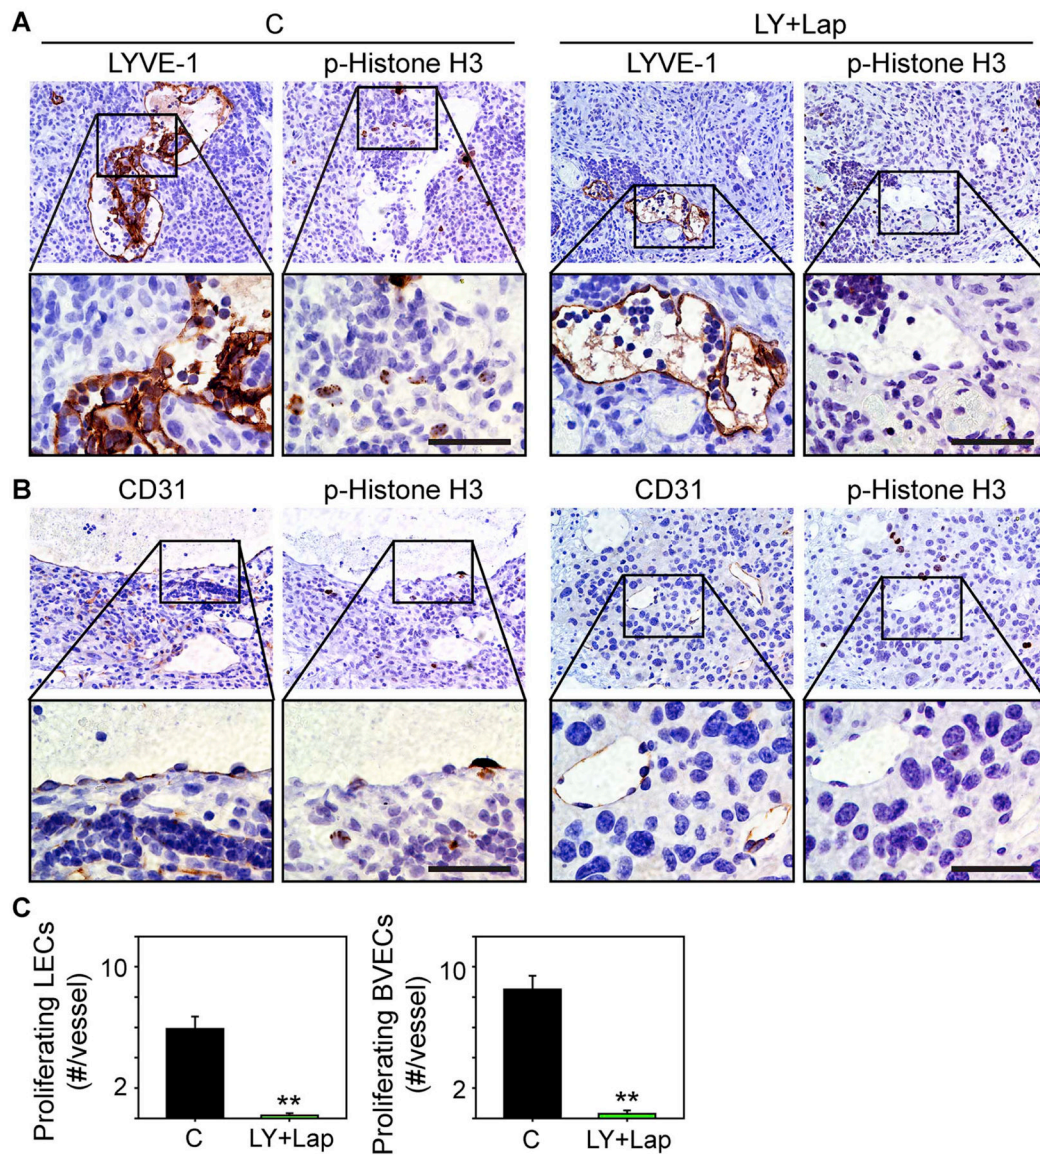 A
C
LY+Lap
LYVE-1
p-Histone H3
LYVE-1
p-Histone H3
B
CD31
p-Histone H3
CD31
p-Histone H3
C
Proliferating LECs
(#/vessel)
10
2
**
C
LY+Lap
Proliferating BVECs
(#/vessel)
10
2
**
C
LY+Lap